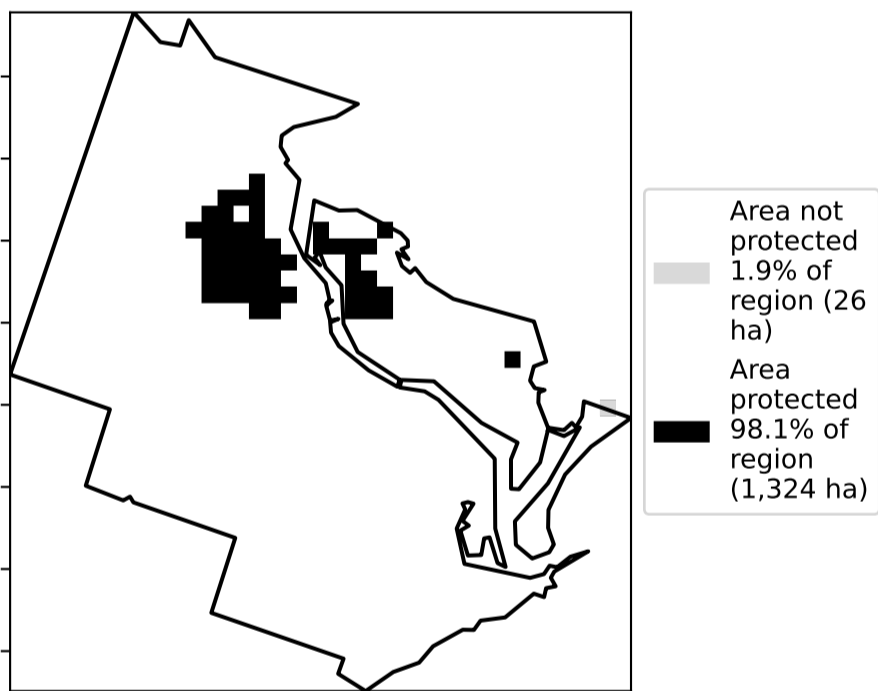 Area not
protected
1.9% of
region (26
ha)
Area
protected
98.1% of
region
(1,324 ha)